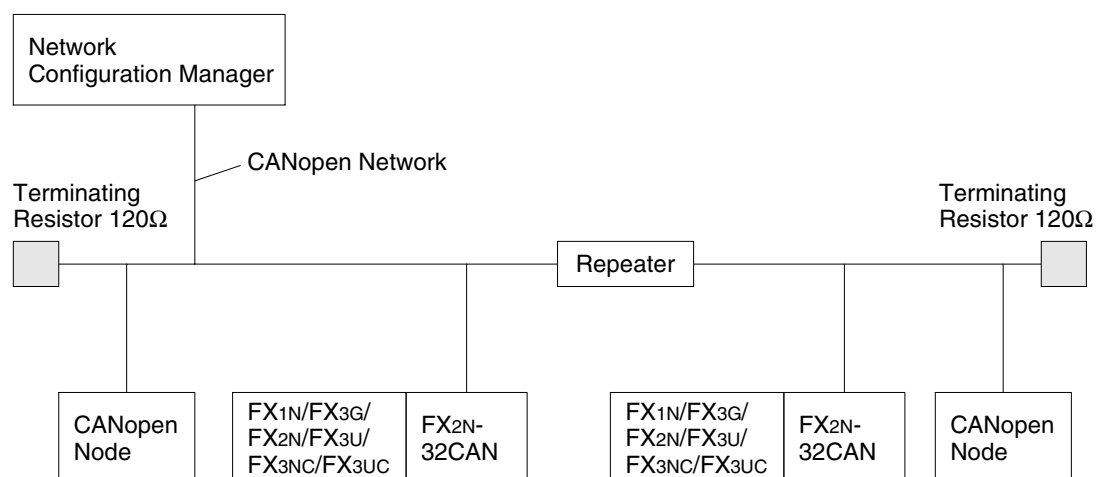 Network
Configuration Manager
CANopen Network
Terminating
Resistor 120Ω
Terminating
Resistor 120Ω
Repeater
CANopen
Node
FX1N/FX3G/
FX2N/FX3U/
FX3NC/FX3UC
FX2N-
32CAN
FX1N/FX3G/
FX2N/FX3U/
FX3NC/FX3UC
FX2N-
32CAN
CANopen
Node